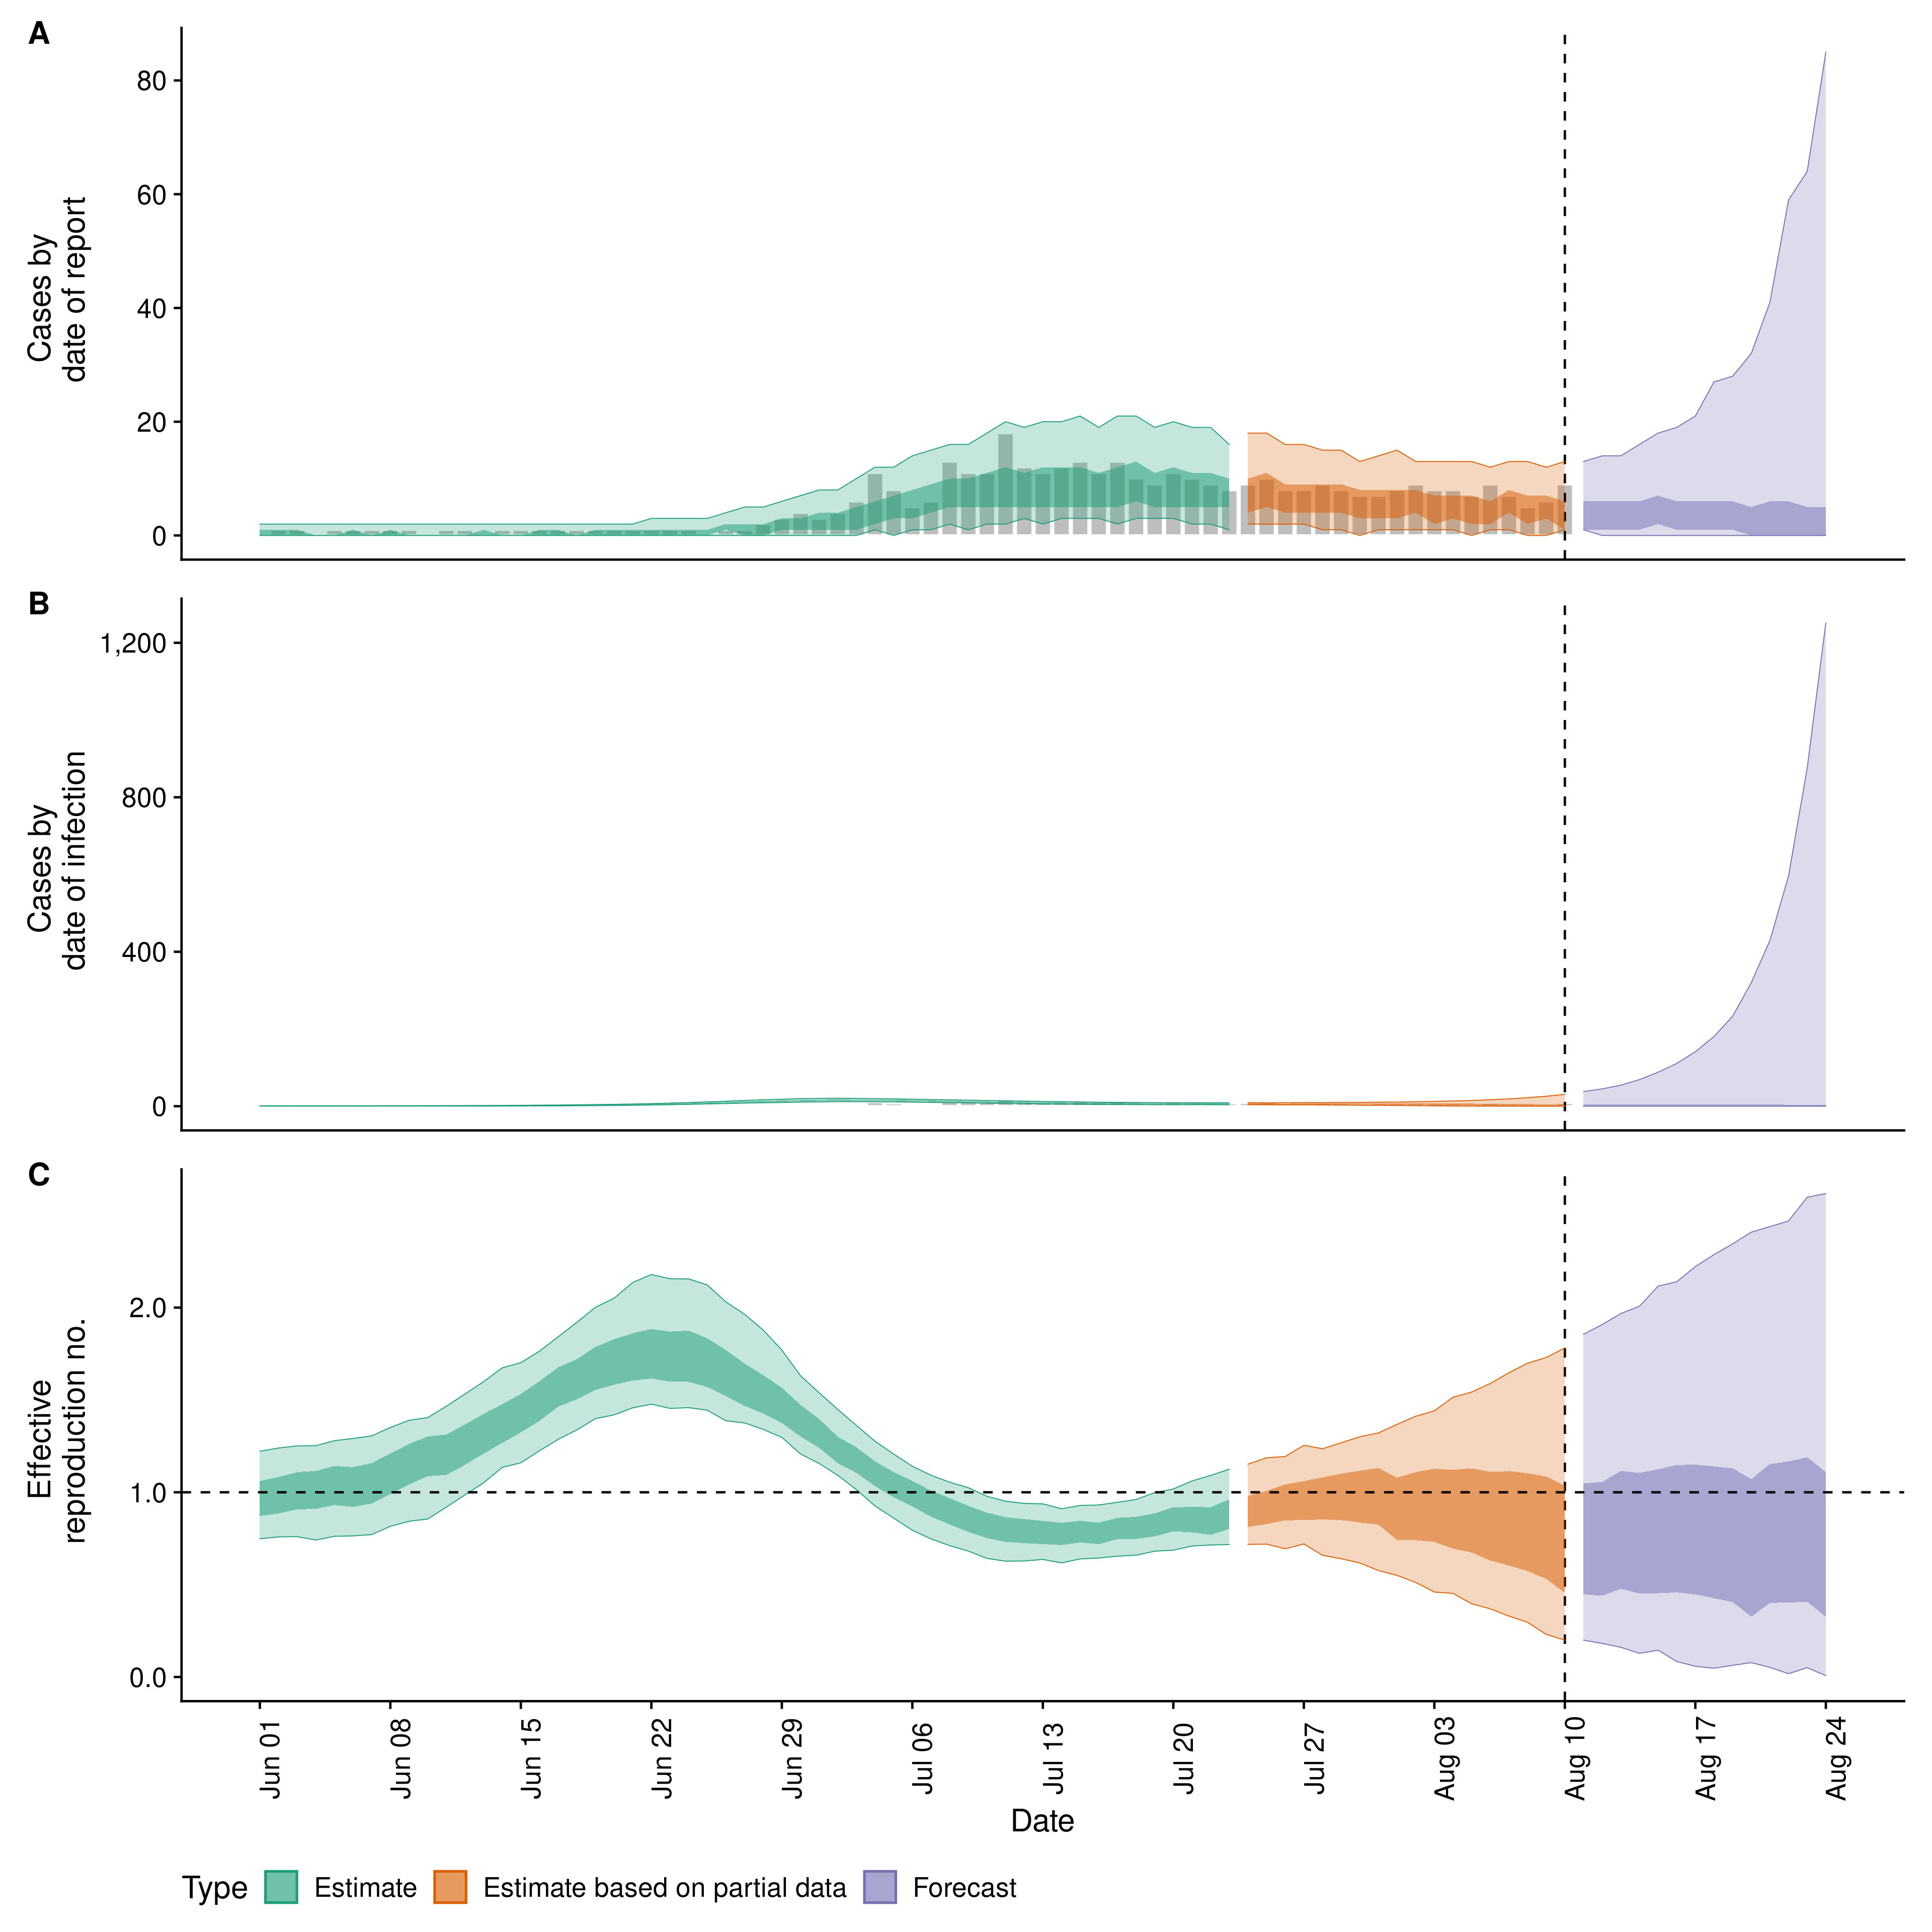 A
80
60
40
20
0
Cases by
date of report
B
1,200
800
400
0
Cases by
date of infection
C
2.0
1.0
0.0
Effective
reproduction no.
Jun 01
Jun 08
Jun 15
Jun 22
Jun 29
Jul 06
Jul 13
Jul 20
Jul 27
Aug 03
Aug 10
Aug 17
Aug 24
Date
Type Estimate Estimate based on partial data Forecast